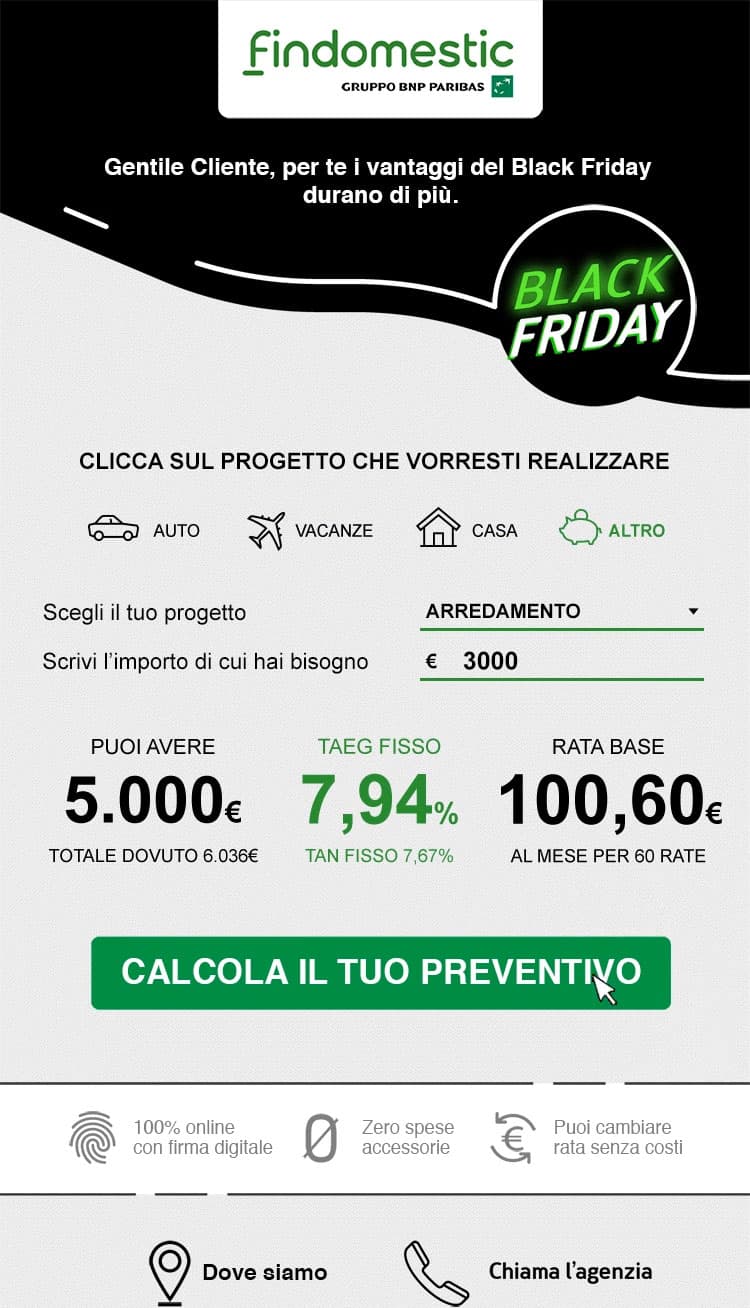 findomestic
GRUPPO BNP PARIBAS
Gentile Cliente, per te i vantaggi del Black Friday
durano di più.
BLACK
FRIDAY
CLICCA SUL PROGETTO CHE VORRESTI REALIZZARE
AUTO VACANZE CASA ALTRO
Scegli il tuo progetto ARREDAMENTO
Scrivi l'importo di cui hai bisogno € 3000
PUOI AVERE TAEG FISSO RATA BASE
5.000€ 7,94% 100,60€
TOTALE DOVUTO 6.036€ TAN FISSO 7,67% AL MESE PER 60 RATE
CALCOLA IL TUO PREVENTIVO
100% online Zero spese Puoi cambiare
con firma digitale accessorie rata senza costi
Dove siamo Chiama l'agenzia